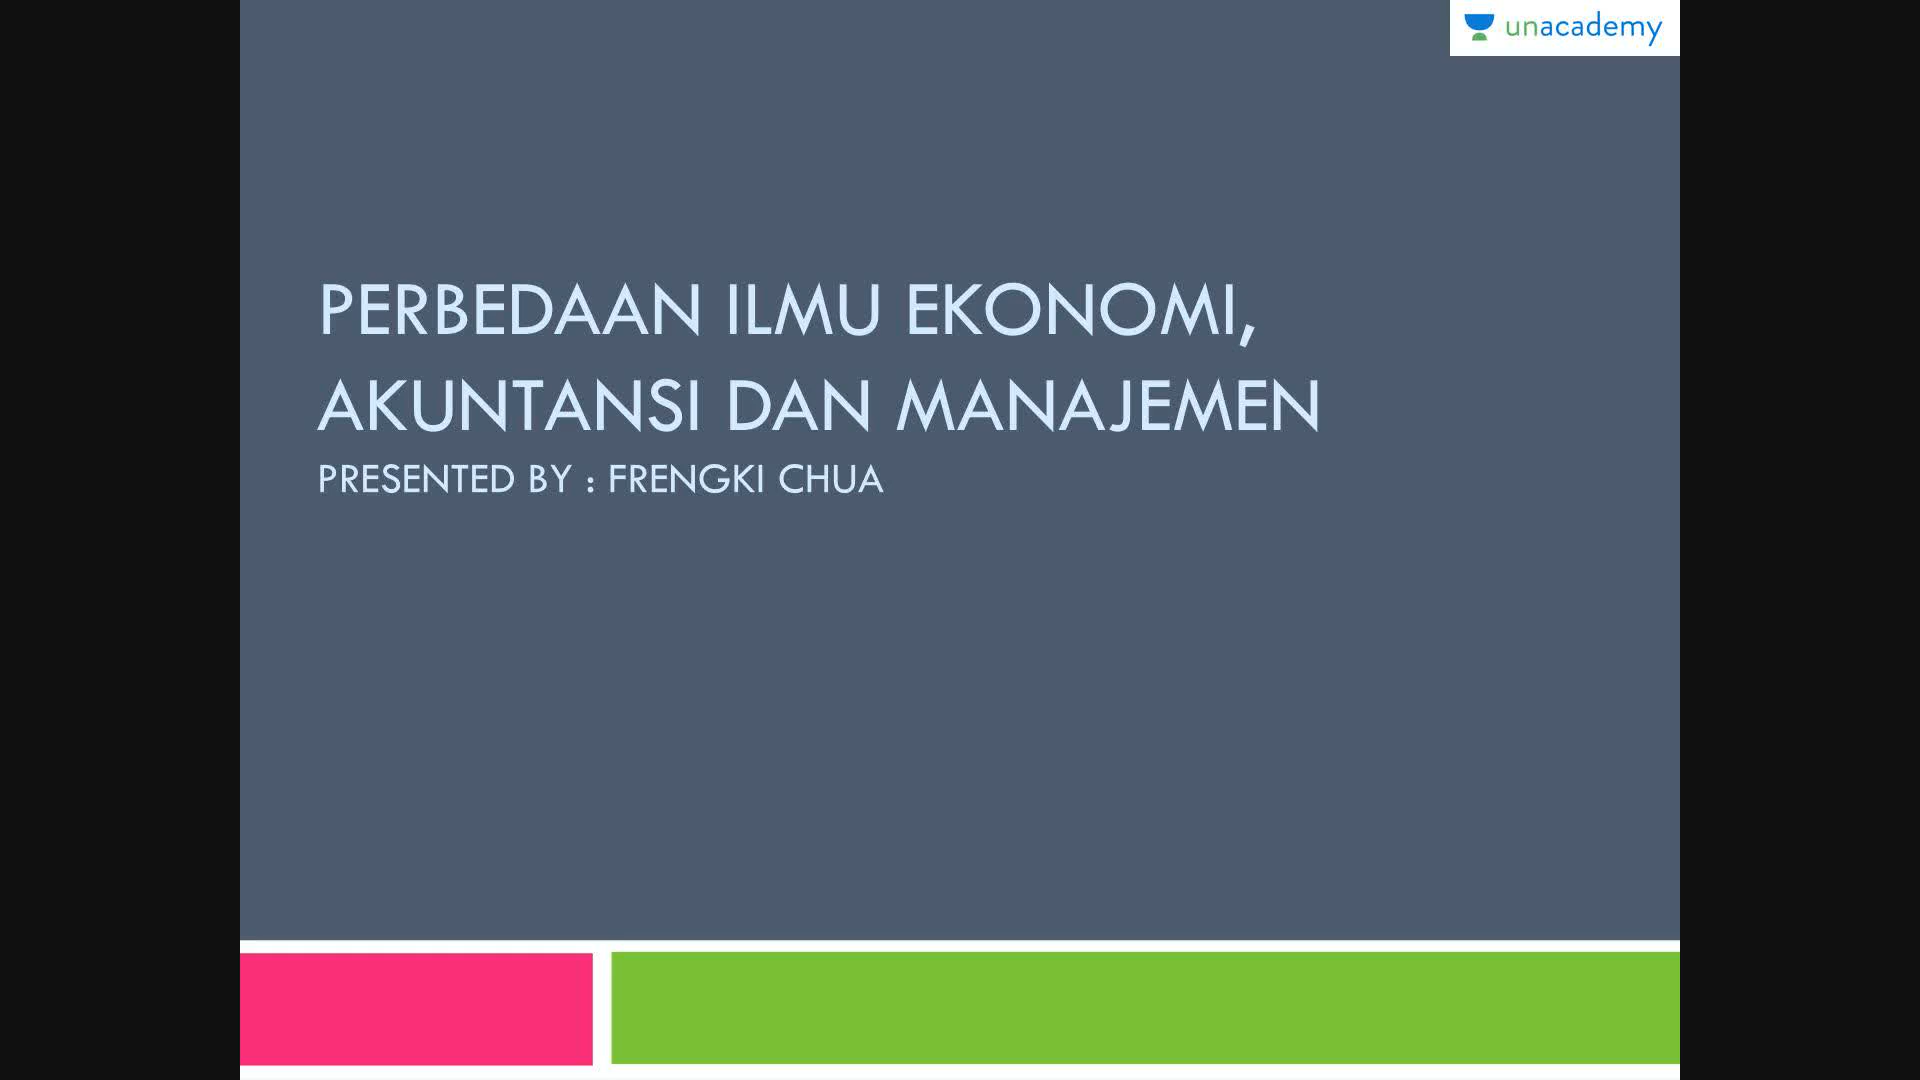 unacademy
PERBEDAAN ILMU EKONOMI,
AKUNTANSI DAN MANAJEMEN
PRESENTED BY : FRENGKI CHUA